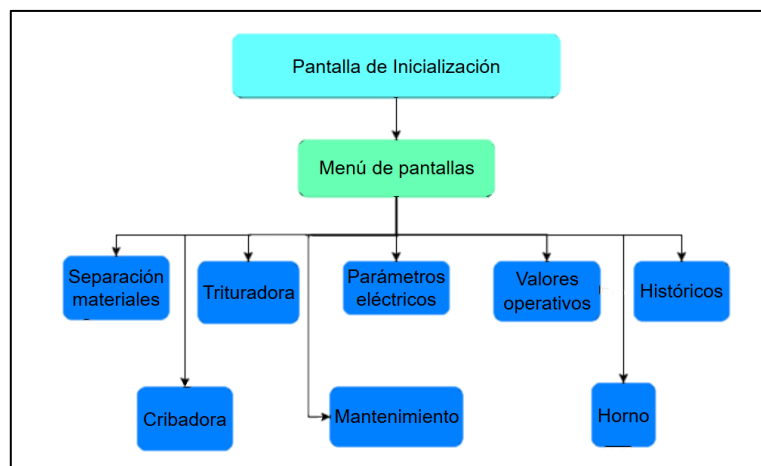 Pantalla de Inicialización
Menú de pantallas
Separación
materiales
Trituradora
Parámetros
eléctricos
Valores
operativos
Históricos
Cribadora
Mantenimiento
Horno